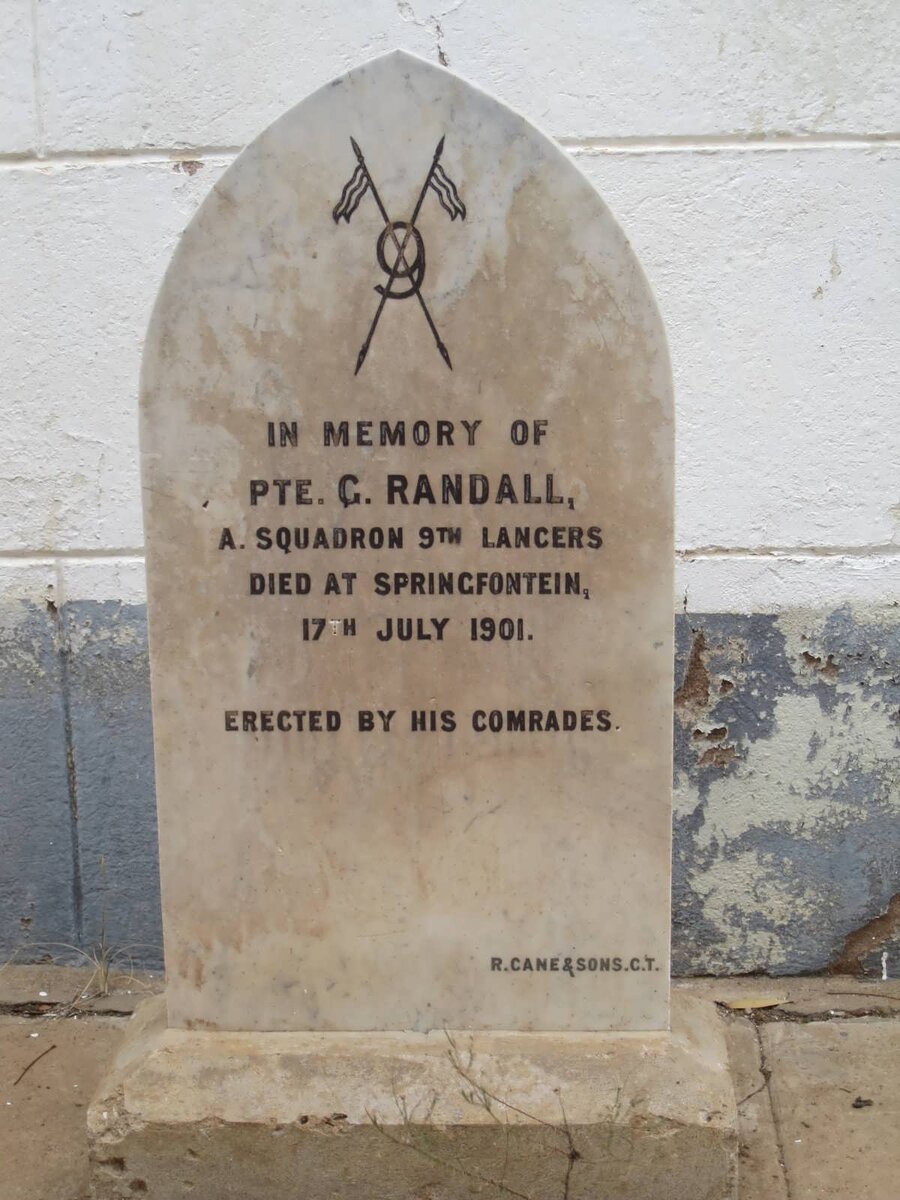 9
IN MEMORY OF
PTE. G. RANDALL,
A. SQUADRON 9TH LANCERS
DIED AT SPRINGFONTEIN,
17TH JULY 1901.
ERECTED BY HIS COMRADES.
R. CANE & SONS. C.T.